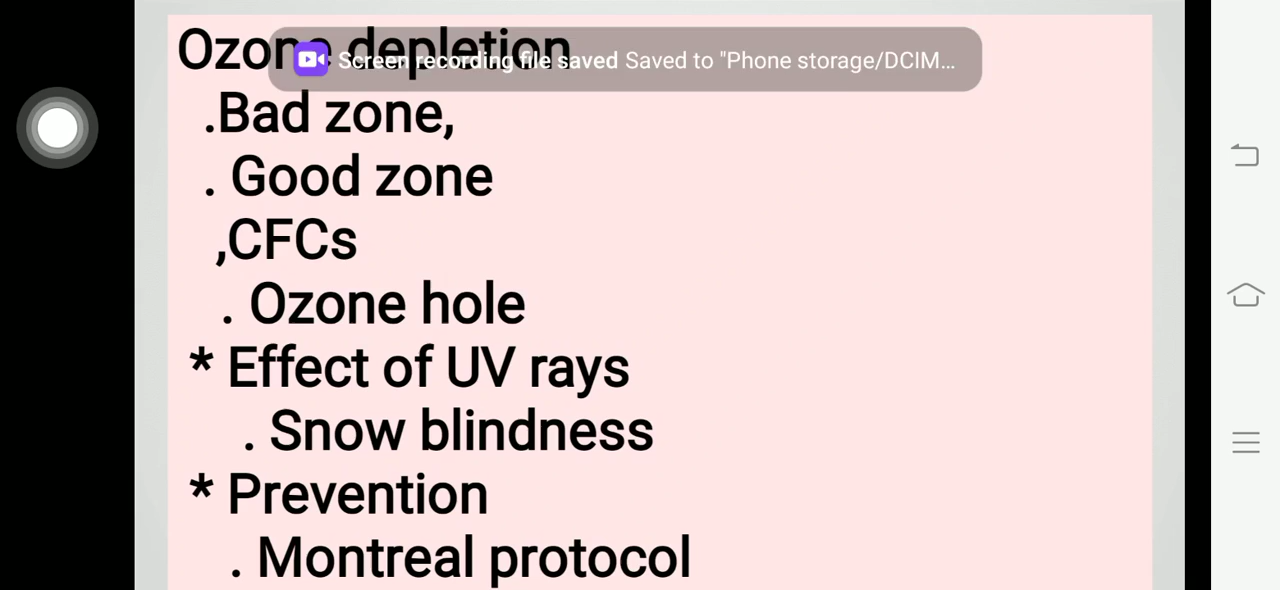 Ozone depletion
Screen recording file saved Saved to "Phone storage/DCIM...
.Bad zone,
. Good zone
,CFCs
. Ozone hole
* Effect of UV rays
. Snow blindness
* Prevention
. Montreal protocol